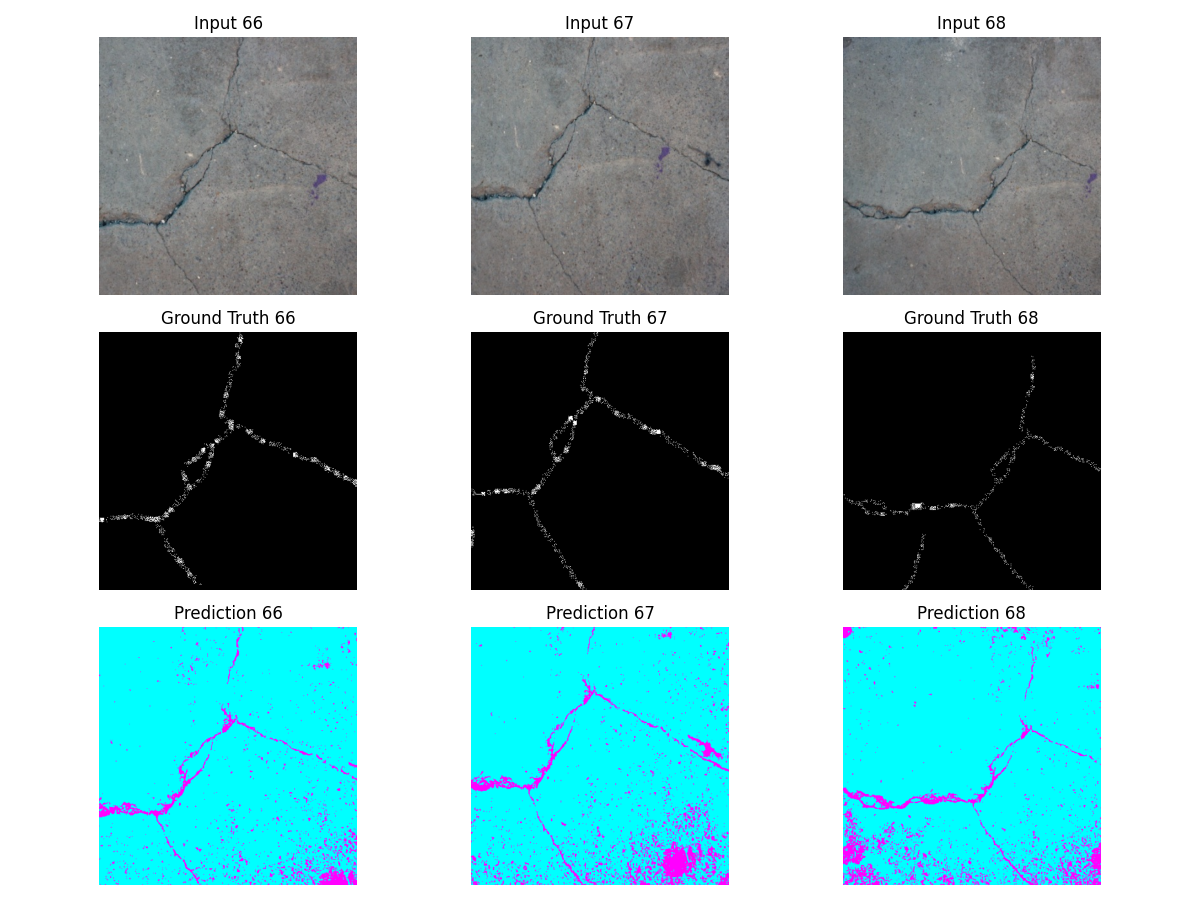 Input 66
Input 67
Input 68
Ground Truth 66
Ground Truth 67
Ground Truth 68
Prediction 66
Prediction 67
Prediction 68